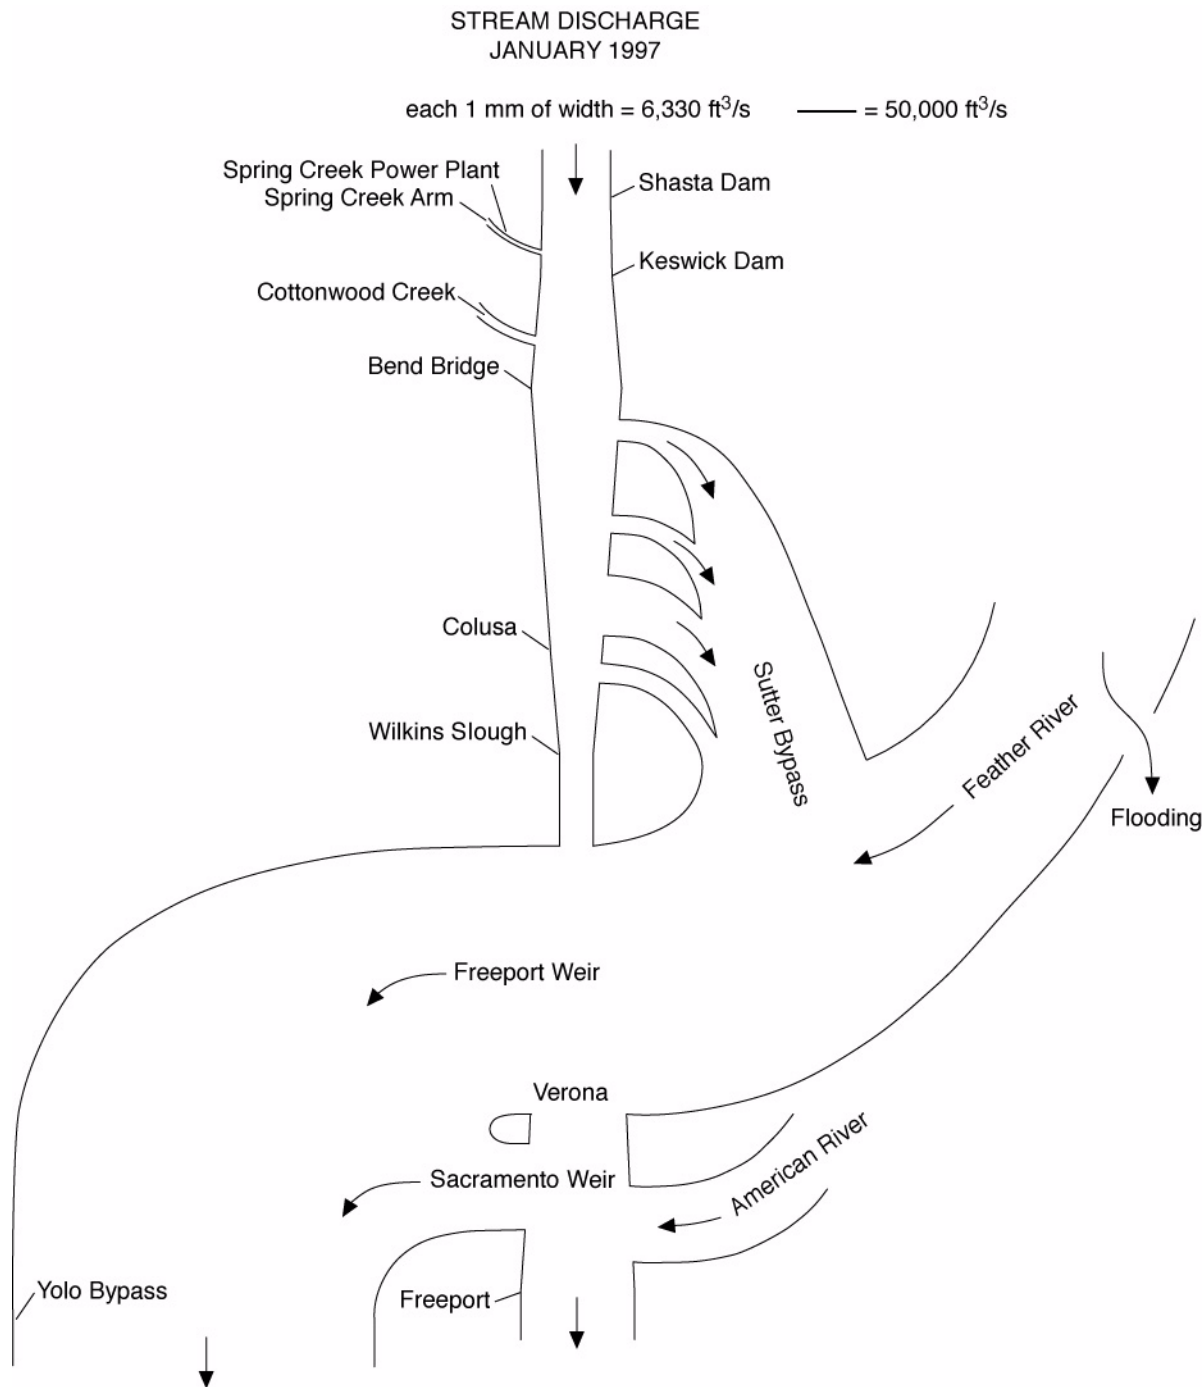 STREAM DISCHARGE
JANUARY 1997
each 1 mm of width = 6,330 ft³/s = 50,000 ft³/s
Spring Creek Power Plant
Spring Creek Arm
Shasta Dam
Keswick Dam
Cottonwood Creek
Bend Bridge
Colusa
Wilkins Slough
Sutter Bypass
Feather River
Flooding
Freeport Weir
Verona
American River
Sacramento Weir
Yolo Bypass
Freeport